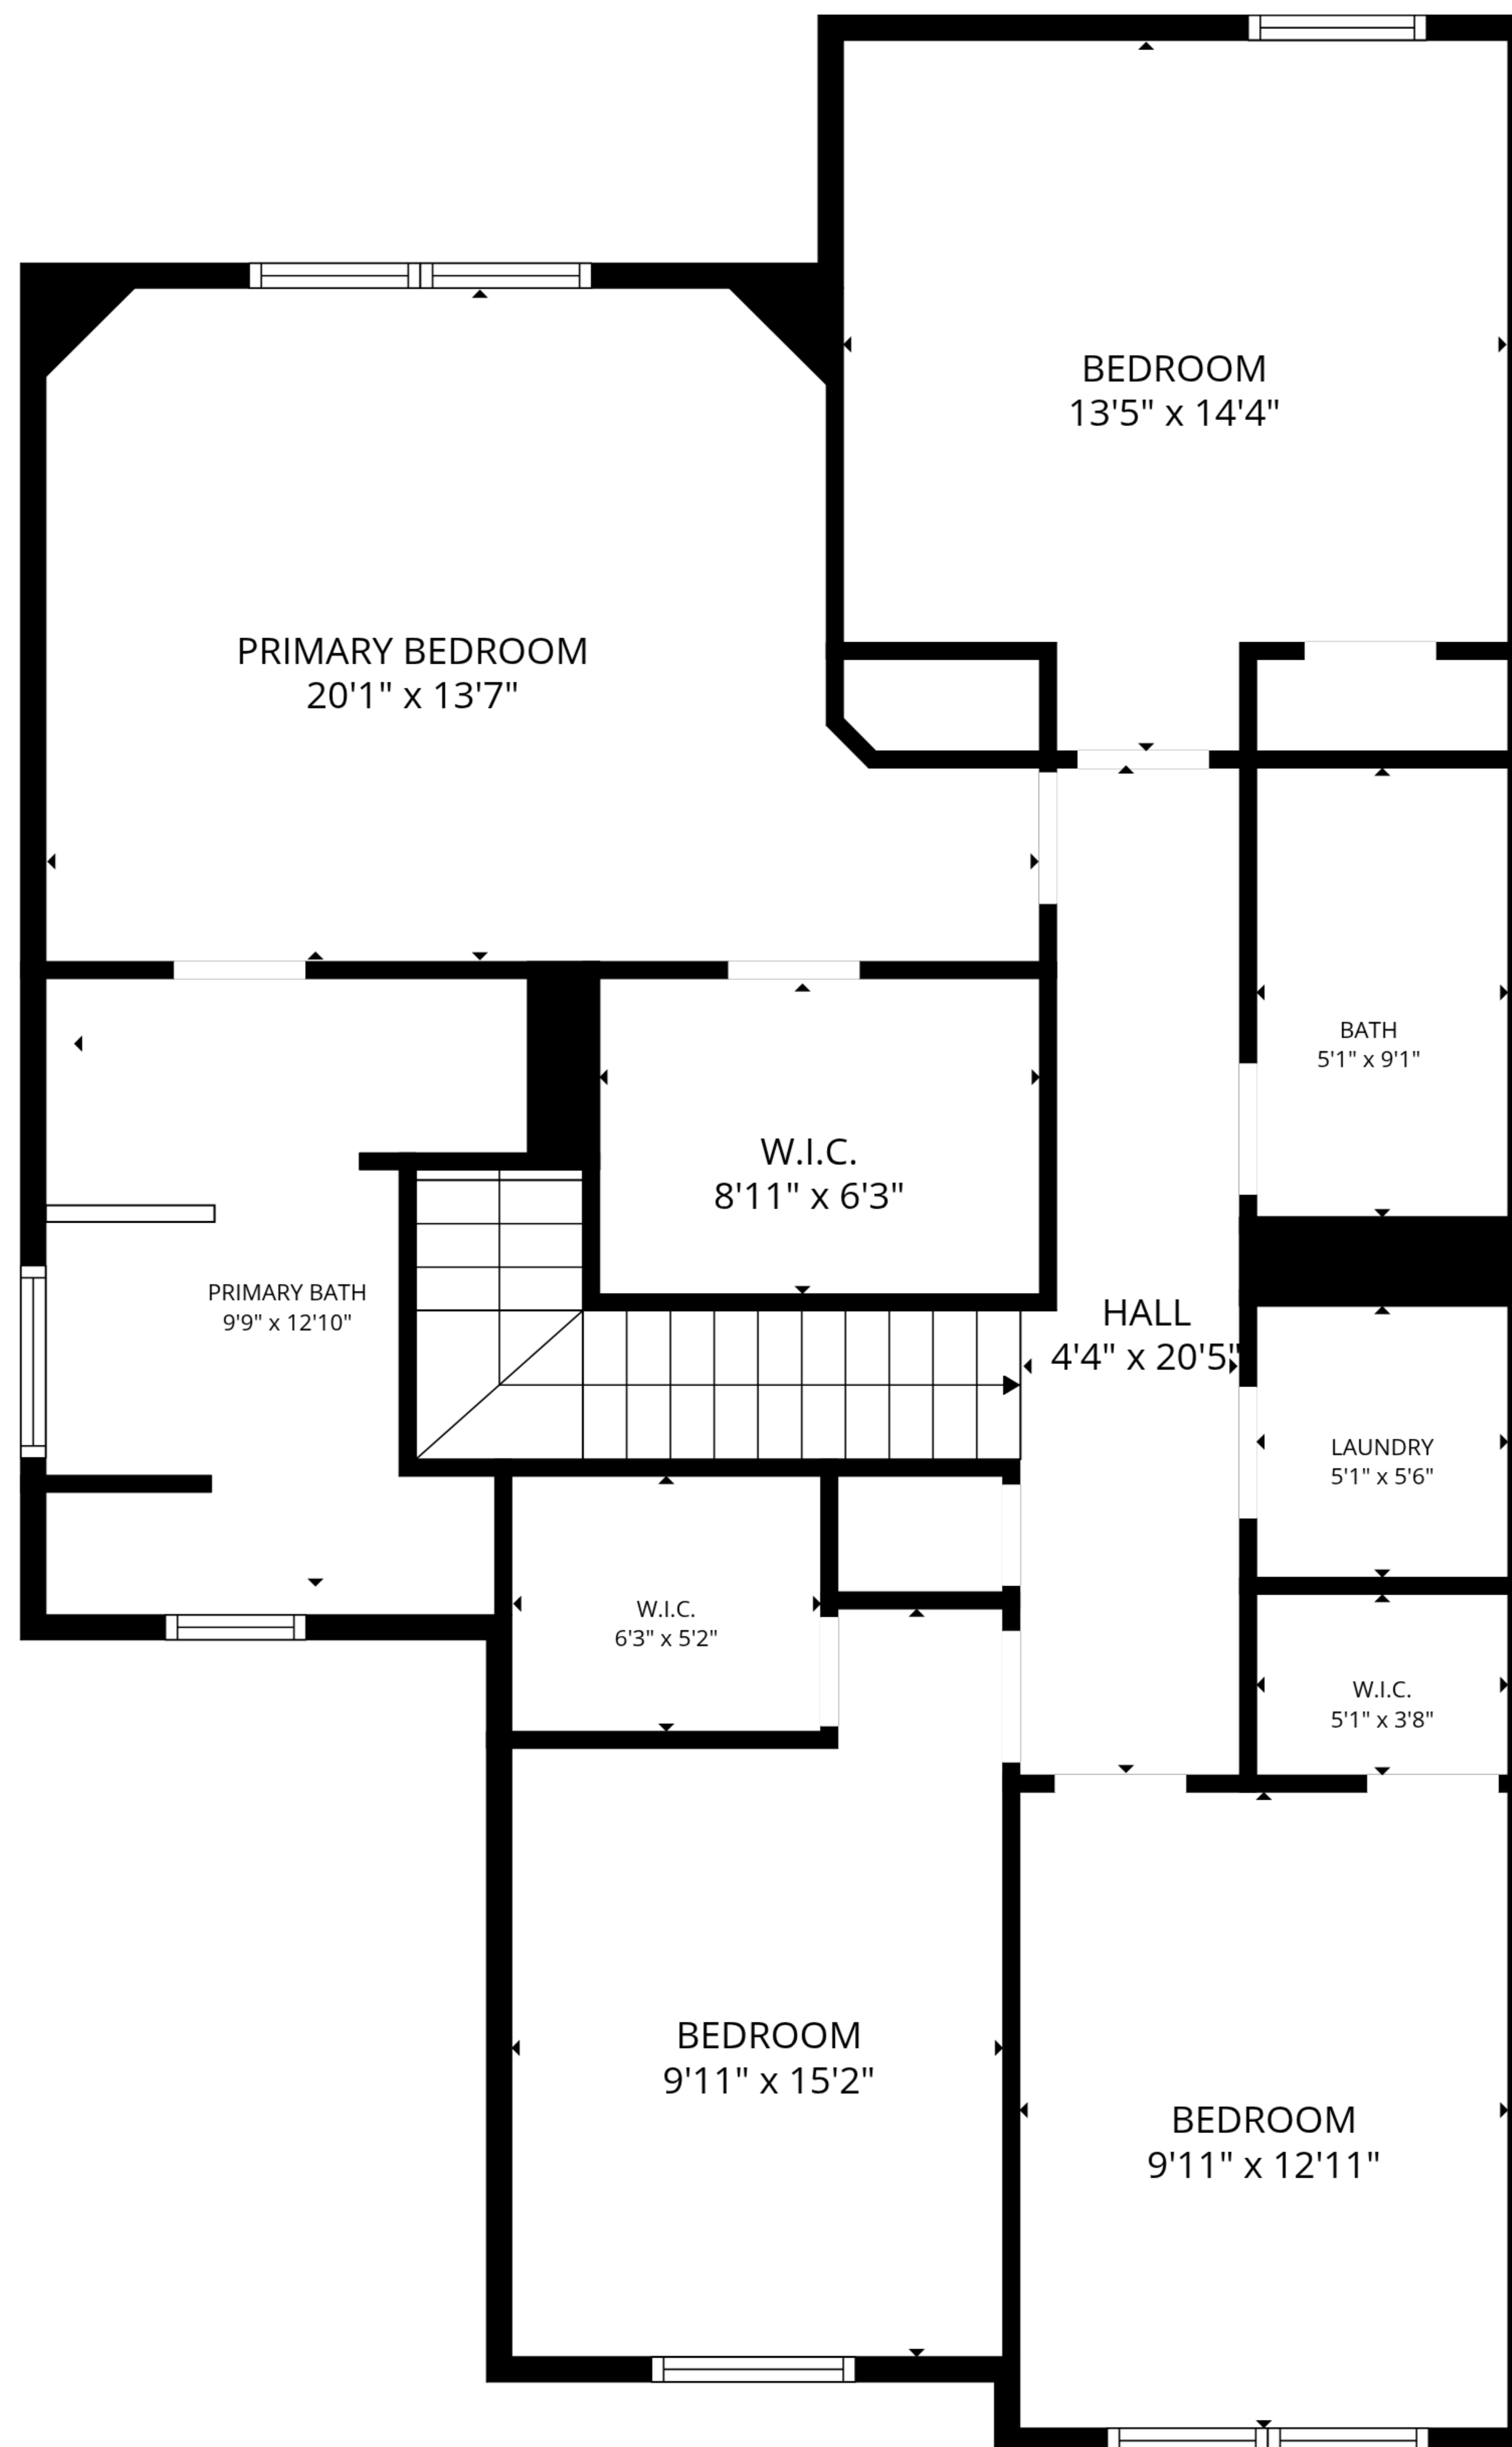 BEDROOM
13'5" x 14'4"
PRIMARY BEDROOM
20'1" x 13'7"
BATH
5'1" x 9'1"
W.I.C.
8'11" x 6'3"
PRIMARY BATH
9'9" x 12'10"
HALL
4'4" x 20'5"
LAUNDRY
5'1" x 5'6"
W.I.C.
6'3" x 5'2"
W.I.C.
5'1" x 3'8"
BEDROOM
9'11" x 15'2"
BEDROOM
9'11" x 12'11"